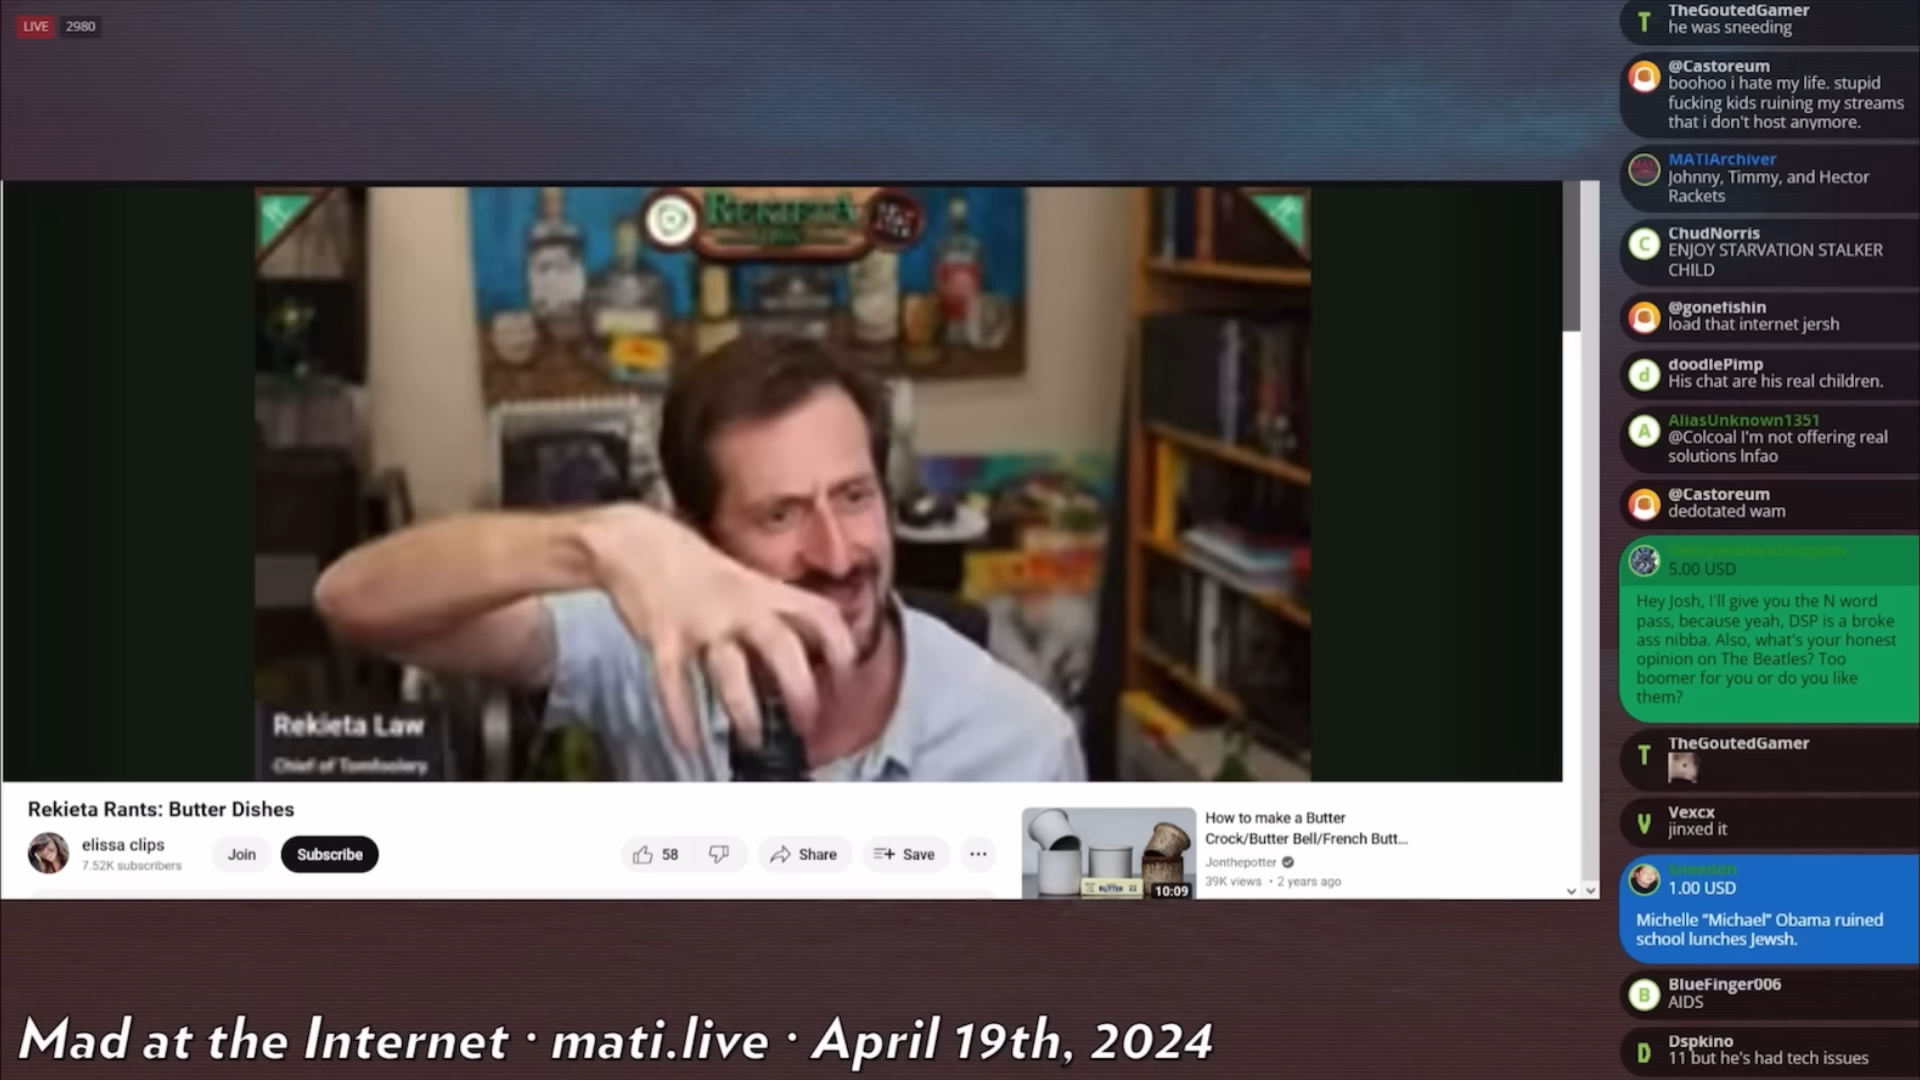 LIVE 2980
REKIETA
LAW
Rekieta Law
Chief of Tomfoolery
Rekieta Rants: Butter Dishes
elissa clips
7.52K subscribers
Join
Subscribe
58
Share
Save
How to make a Butter
Crock/Butter Bell/French Butt...
Jonthepotter
39K views • 2 years ago
BUTTER
10:09
Mad at the Internet · mati.live · April 19th, 2024
T
TheGoutedGamer
he was sneeding
@Castoreum
boohoo i hate my life. stupid
fucking kids ruining my streams
that i don't host anymore.
MATIArchiver
Johnny, Timmy, and Hector
Rackets
C
ChudNorris
ENJOY STARVATION STALKER
CHILD
@gonefishin
load that internet jersh
d
doodlePimp
His chat are his real children.
A
AliasUnknown1351
@Colcoal I'm not offering real
solutions lnfao
@Castoreum
dedotated wam
5.00 USD
Hey Josh, I'll give you the N word
pass, because yeah, DSP is a broke
ass nibba. Also, what's your honest
opinion on The Beatles? Too
boomer for you or do you like
them?
T
TheGoutedGamer
V
Vexcx
jinxed it
Sneedon
1.00 USD
Michelle “Michael” Obama ruined
school lunches Jewsh.
B
BlueFinger006
AIDS
D
Dspkino
11 but he's had tech issues